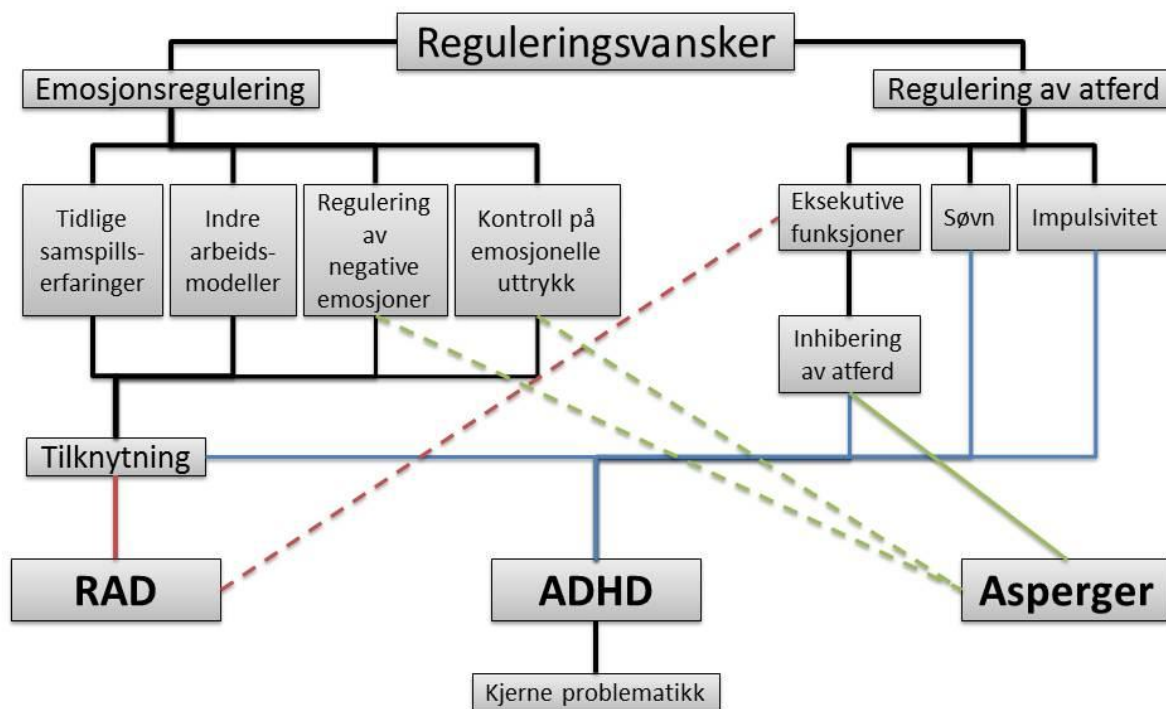 Reguleringsvansker
Emosjonsregulering
Regulering av atferd
Tidlige
samspills-
erfaringer
Indre
arbeids-
modeller
Regulering
av
negative
emosjoner
Kontroll på
emosjonelle
uttrykk
Eksekutive
funksjoner
Søvn
Impulsivitet
Inhibering
av atferd
Tilknytning
RAD
ADHD
Asperger
Kjerne problematikk